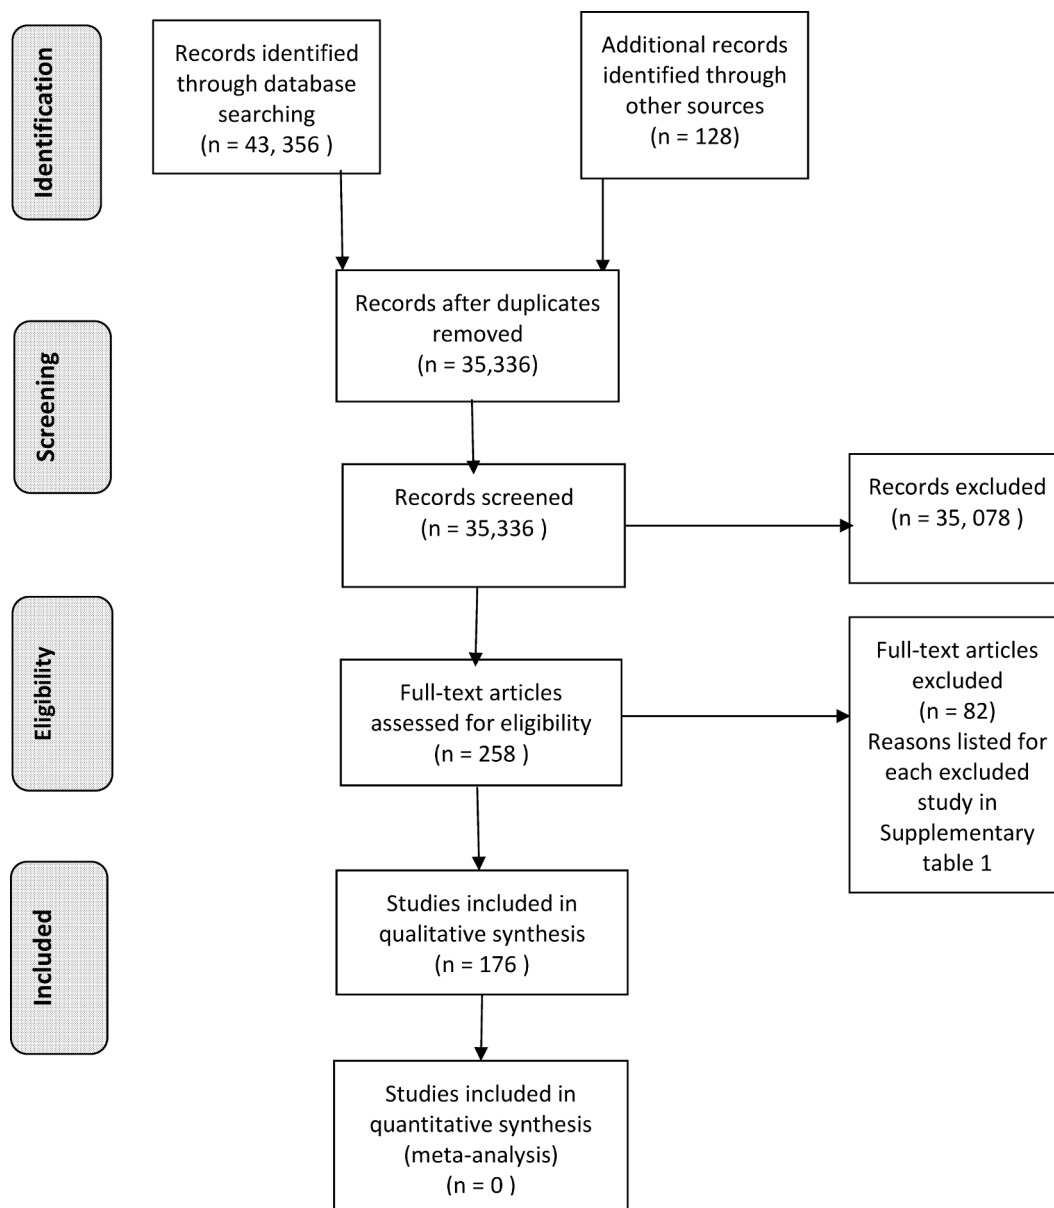 Identification
Records identified
through database
searching
(n = 43, 356 )
Additional records
identified through
other sources
(n = 128)
Records after duplicates
removed
(n = 35,336)
Screening
Records screened
(n = 35,336 )
Records excluded
(n = 35, 078 )
Eligibility
Full-text articles
assessed for eligibility
(n = 258 )
Full-text articles
excluded
(n = 82)
Reasons listed for
each excluded
study in
Supplementary
table 1
Included
Studies included in
qualitative synthesis
(n = 176 )
Studies included in
quantitative synthesis
(meta-analysis)
(n = 0 )